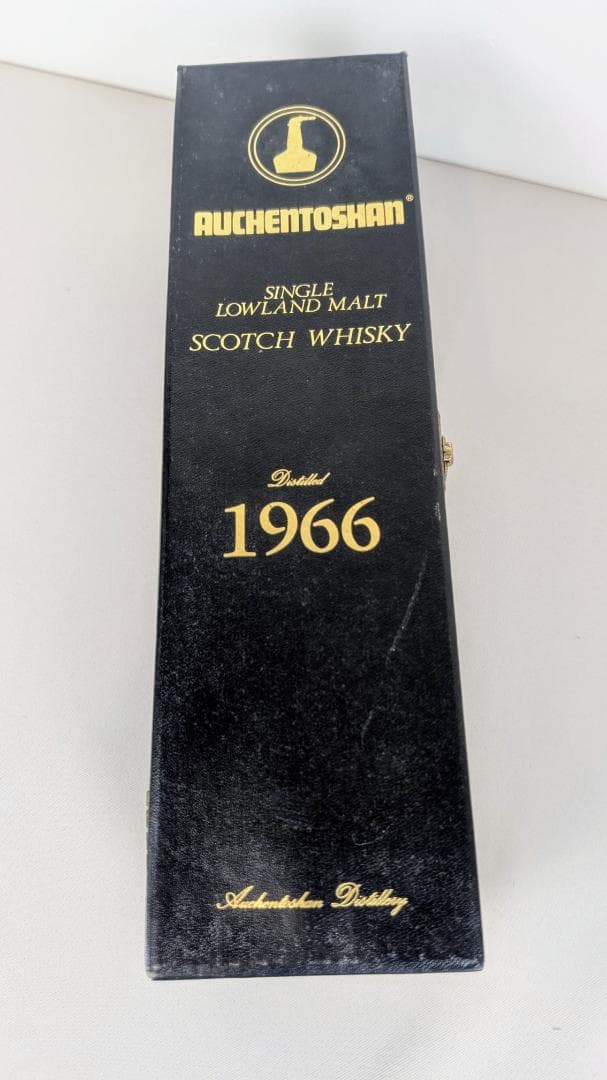 AUCHENTOSHAN®
SINGLE
LOWLAND MALT
SCOTCH WHISKY
Distilled
1966
Auchentoshan Distillery